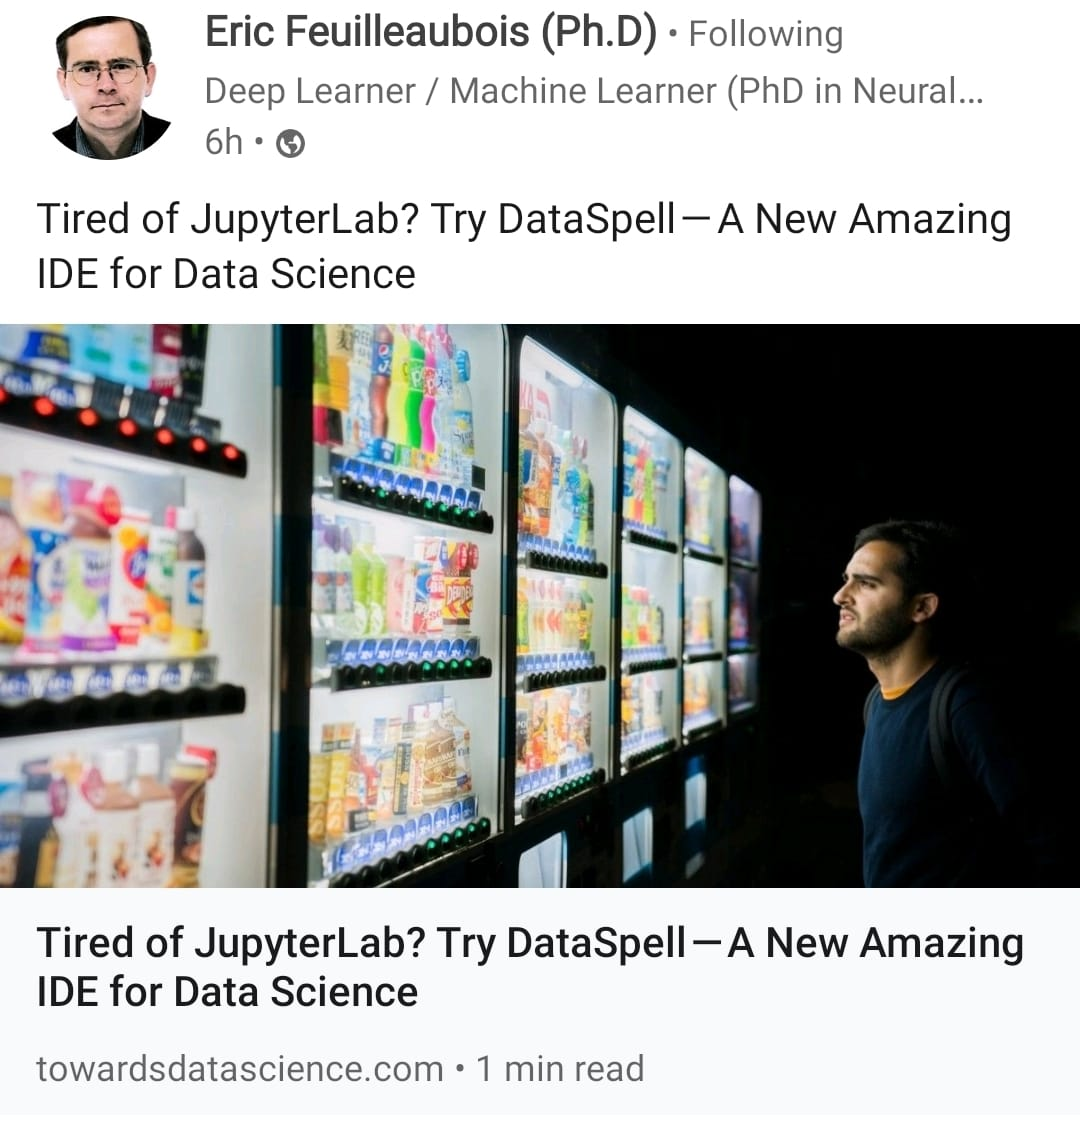 Eric Feuilleaubois (Ph.D) • Following
Deep Learner / Machine Learner (PhD in Neural...
6h •
Tired of JupyterLab? Try DataSpell — A New Amazing
IDE for Data Science
Tired of JupyterLab? Try DataSpell — A New Amazing
IDE for Data Science
towardsdatascience.com • 1 min read